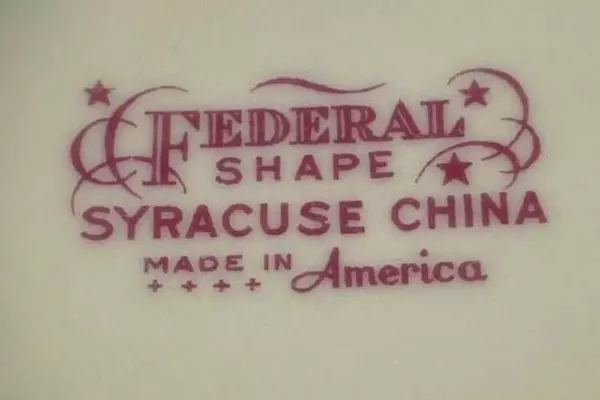 FEDERAL
SHAPE
SYRACUSE CHINA
MADE IN America
++++